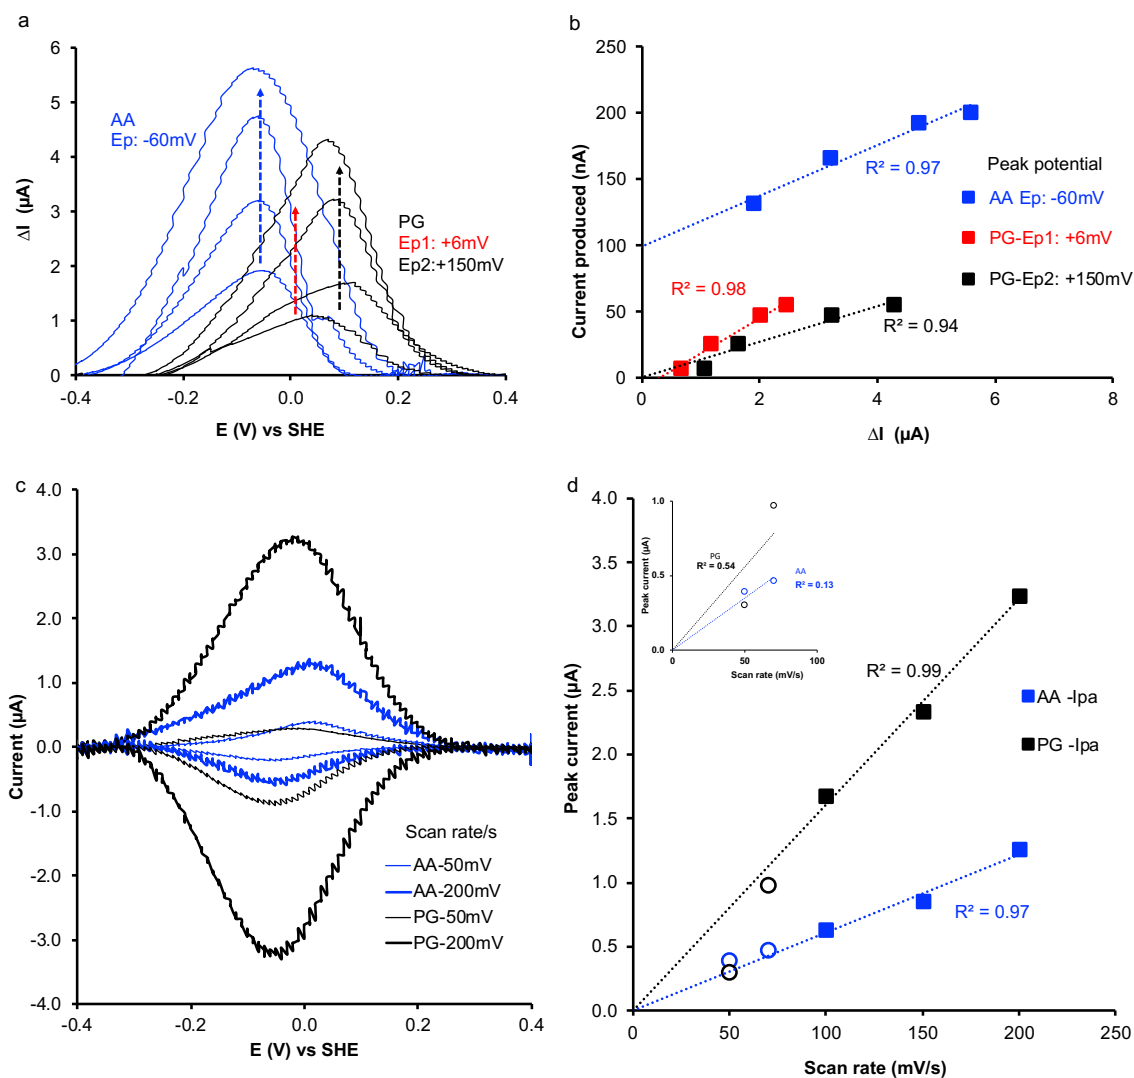 a
6
5
4
3
2
1
0
ΔI (µA)
AA
Ep: -60mV
PG
Ep1: +6mV
Ep2:+150mV
-0.4
-0.2
0.0
0.2
0.4
E (V) vs SHE
b
250
200
150
100
50
0
Current produced (nA)
R² = 0.97
R² = 0.98
R² = 0.94
Peak potential
AA Ep: -60mV
PG-Ep1: +6mV
PG-Ep2: +150mV
0
2
4
6
8
ΔI (µA)
c
4.0
3.0
2.0
1.0
0.0
-1.0
-2.0
-3.0
-4.0
Current (µA)
Scan rate/s
AA-50mV
AA-200mV
PG-50mV
PG-200mV
-0.4
-0.2
0.0
0.2
0.4
E (V) vs SHE
d
4.0
3.5
3.0
2.5
2.0
1.5
1.0
0.5
0.0
Peak current (µA)
1.0
0.5
0.0
Peak current (µA)
PG
R² = 0.54
AA
R² = 0.13
0
50
100
Scan rate (mV/s)
R² = 0.99
AA -Ipa
PG -Ipa
R² = 0.97
0
50
100
150
200
250
Scan rate (mV/s)